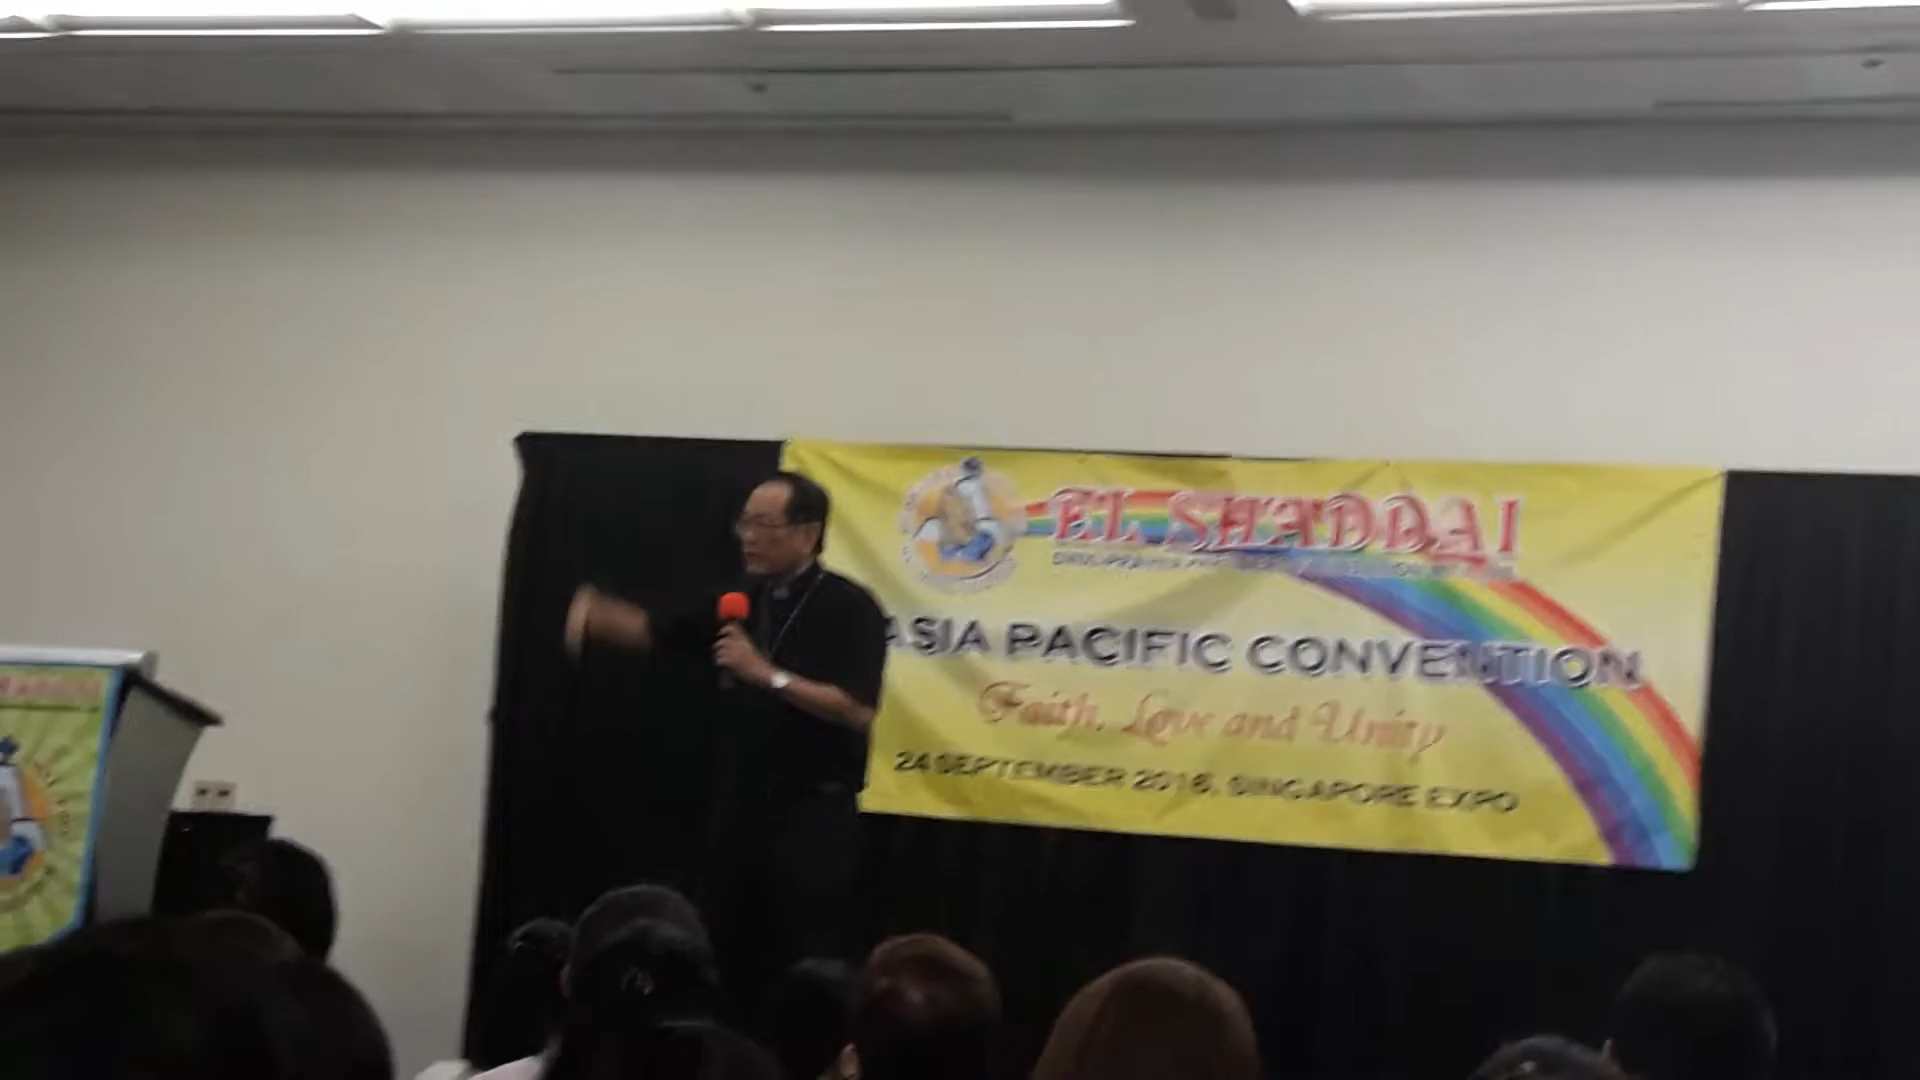 EL SHADDAI
ASIA PACIFIC CONVENTION
Faith, Love and Unity
24 SEPTEMBER 2016, SINGAPORE EXPO